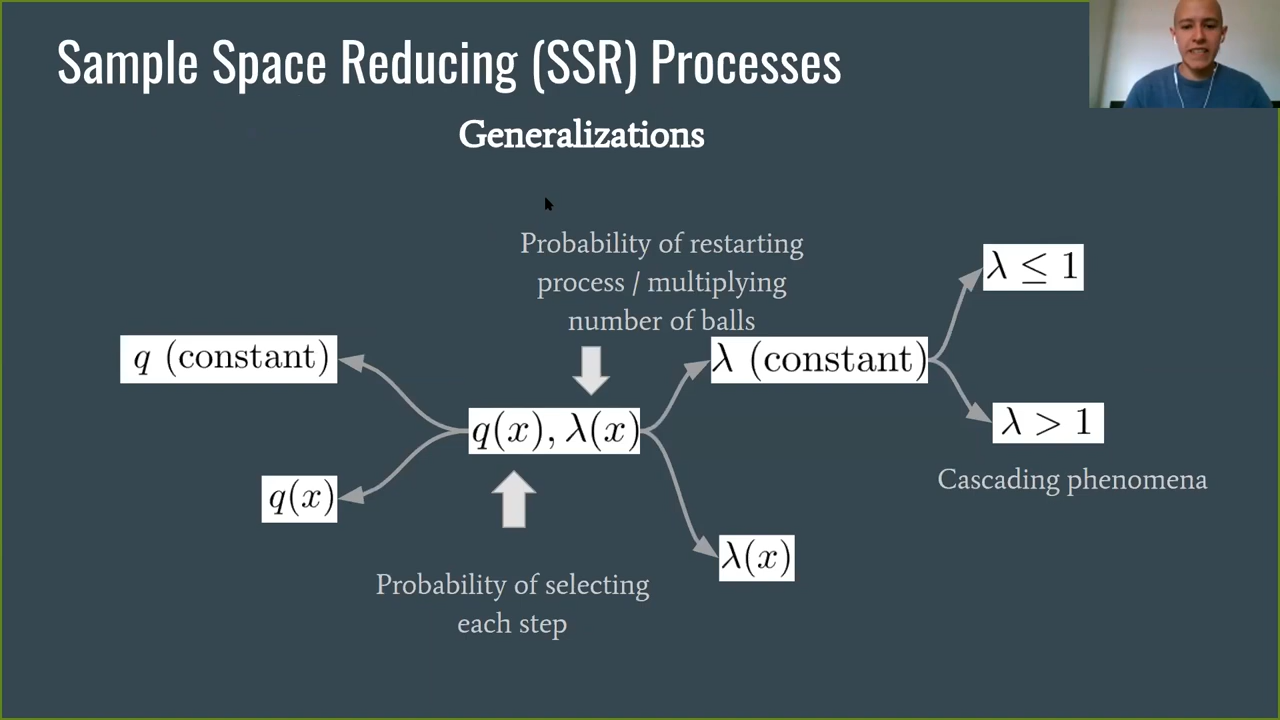 Sample Space Reducing (SSR) Processes
Generalizations
Probability of restarting
process / multiplying
number of balls
λ ≤ 1
q (constant)
λ (constant)
q(x), λ(x)
λ > 1
Cascading phenomena
q(x)
λ(x)
Probability of selecting
each step